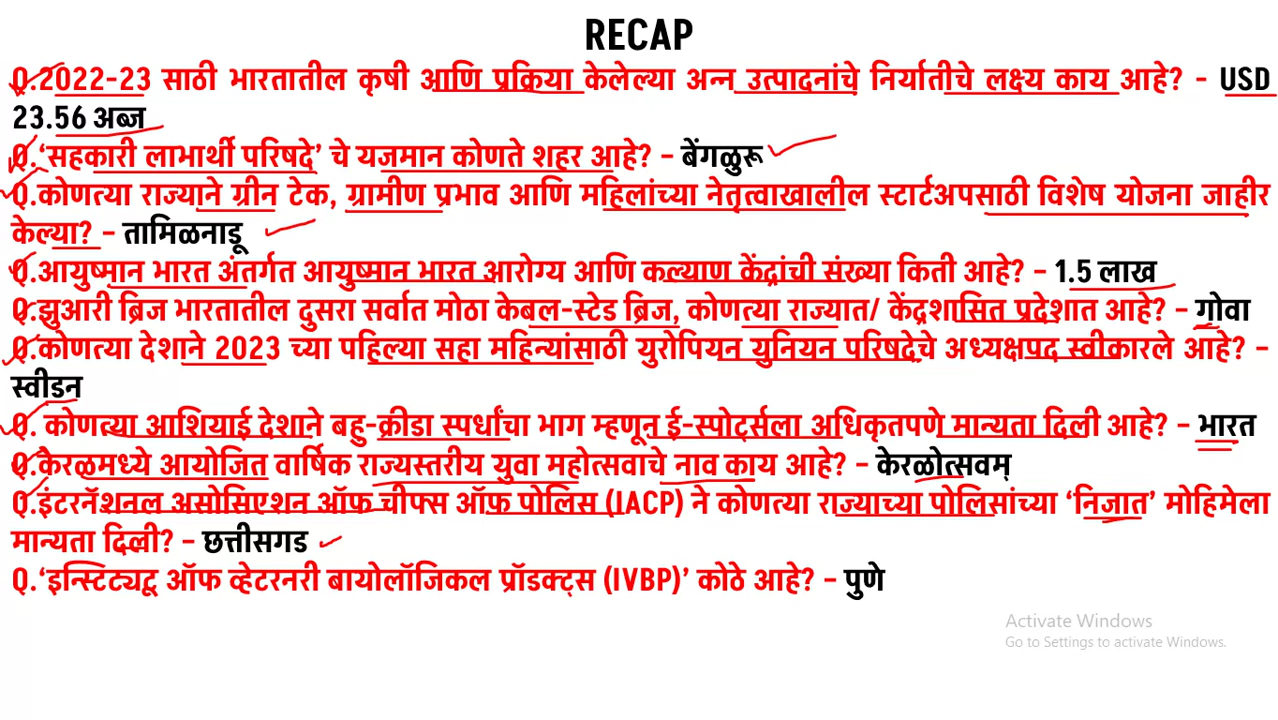 RECAP
Q.2022-23 साठी भारतातील कृषी आणि प्रक्रिया केलेल्या अन्न उत्पादनांचे निर्यातीचे लक्ष्य काय आहे? - USD
23.56 अब्ज
Q.‘सहकारी लाभार्थी परिषदे’ चे यजमान कोणते शहर आहे? - बेंगळुरू
Q.कोणत्या राज्याने ग्रीन टेक, ग्रामीण प्रभाव आणि महिलांच्या नेतृत्वाखालील स्टार्टअपसाठी विशेष योजना जाहीर
केल्या? - तामिळनाडू
Q.आयुष्मान भारत अंतर्गत आयुष्मान भारत आरोग्य आणि कल्याण केंद्रांची संख्या किती आहे? - 1.5 लाख
Q.झुआरी ब्रिज भारतातील दुसरा सर्वात मोठा केबल-स्टेड ब्रिज, कोणत्या राज्यात/ केंद्रशासित प्रदेशात आहे? - गोवा
Q.कोणत्या देशाने 2023 च्या पहिल्या सहा महिन्यांसाठी युरोपियन युनियन परिषदेचे अध्यक्षपद स्वीकारले आहे? -
स्वीडन
Q. कोणत्या आशियाई देशाने बहु-क्रीडा स्पर्धांचा भाग म्हणून ई-स्पोर्ट्सला अधिकृतपणे मान्यता दिली आहे? - भारत
Q.केरळमध्ये आयोजित वार्षिक राज्यस्तरीय युवा महोत्सवाचे नाव काय आहे? - केरळोत्सवम्
Q.इंटरनॅशनल असोसिएशन ऑफ चीफ्स ऑफ पोलिस (IACP) ने कोणत्या राज्याच्या पोलिसांच्या ‘निजात’ मोहिमेला
मान्यता दिली? - छत्तीसगड
Q.‘इन्स्टिट्यूट ऑफ व्हेटरनरी बायोलॉजिकल प्रॉडक्ट्स (IVBP)’ कोठे आहे? - पुणे
Activate Windows
Go to Settings to activate Windows.